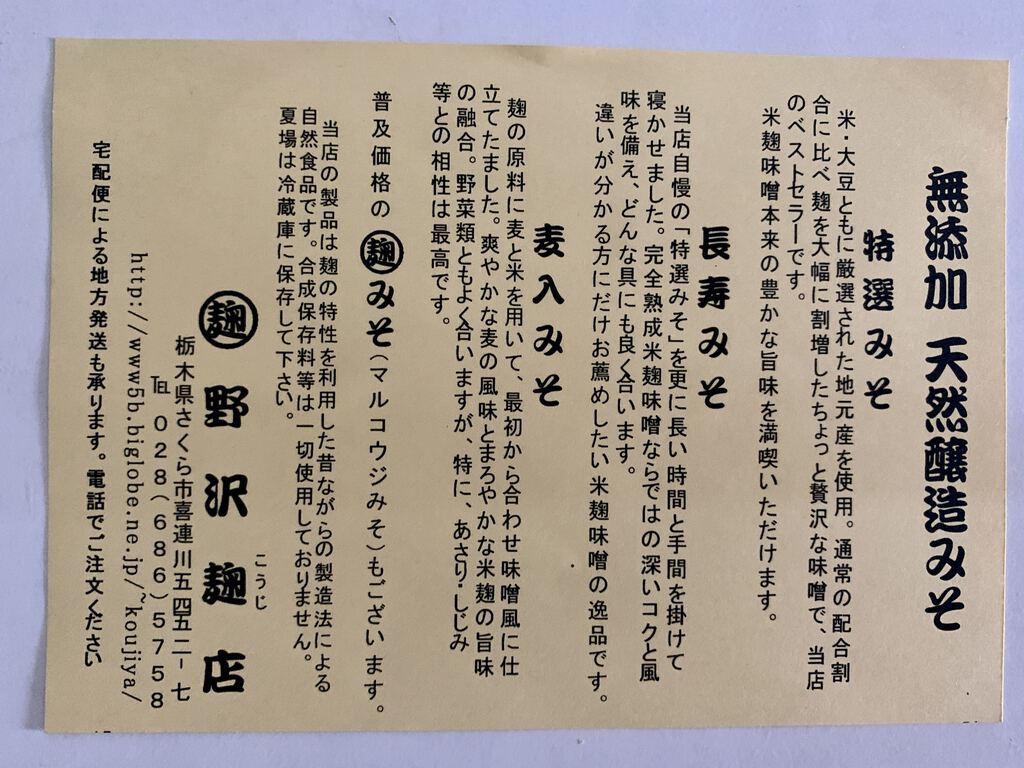 無添加 天然醸造みそ
特選みそ
米・大豆ともに厳選された地元産を使用。通常の配合割
合に比べ麹を大幅に割増したちょっと贅沢な味噌で、当店
のベストセラーです。
米麹味噌本来の豊かな旨味を満喫いただけます。
長寿みそ
当店自慢の「特選みそ」を更に長い時間と手間を掛けて
寝かせました。完全熟成米麹味噌ならではの深いコクと風
味を備え、どんな具にも良く合います。
違いが分かる方にだけお薦めしたい米麹味噌の逸品です。
麦入みそ
麹の原料に麦と米を用いて、最初から合わせ味噌風に仕
立てたました。爽やかな麦の風味とまろやかな米麹の旨味
の融合。野菜類ともよく合いますが、特に、あさり・しじみ
等との相性は最高です。
普及価格の㊀麹みそ(マルコウジみそ)もございます。
当店の製品は麹の特性を利用した昔ながらの製造法による
自然食品です。合成保存料等は一切使用しておりません。
夏場は冷蔵庫に保存して下さい。
麹 野沢麹店
こうじ
栃木県さくら市喜連川五四五二-七
℡ 028(686)5758
http://www5b.biglobe.ne.jp/~koujiya/
宅配便による地方発送も承ります。電話でご注文ください